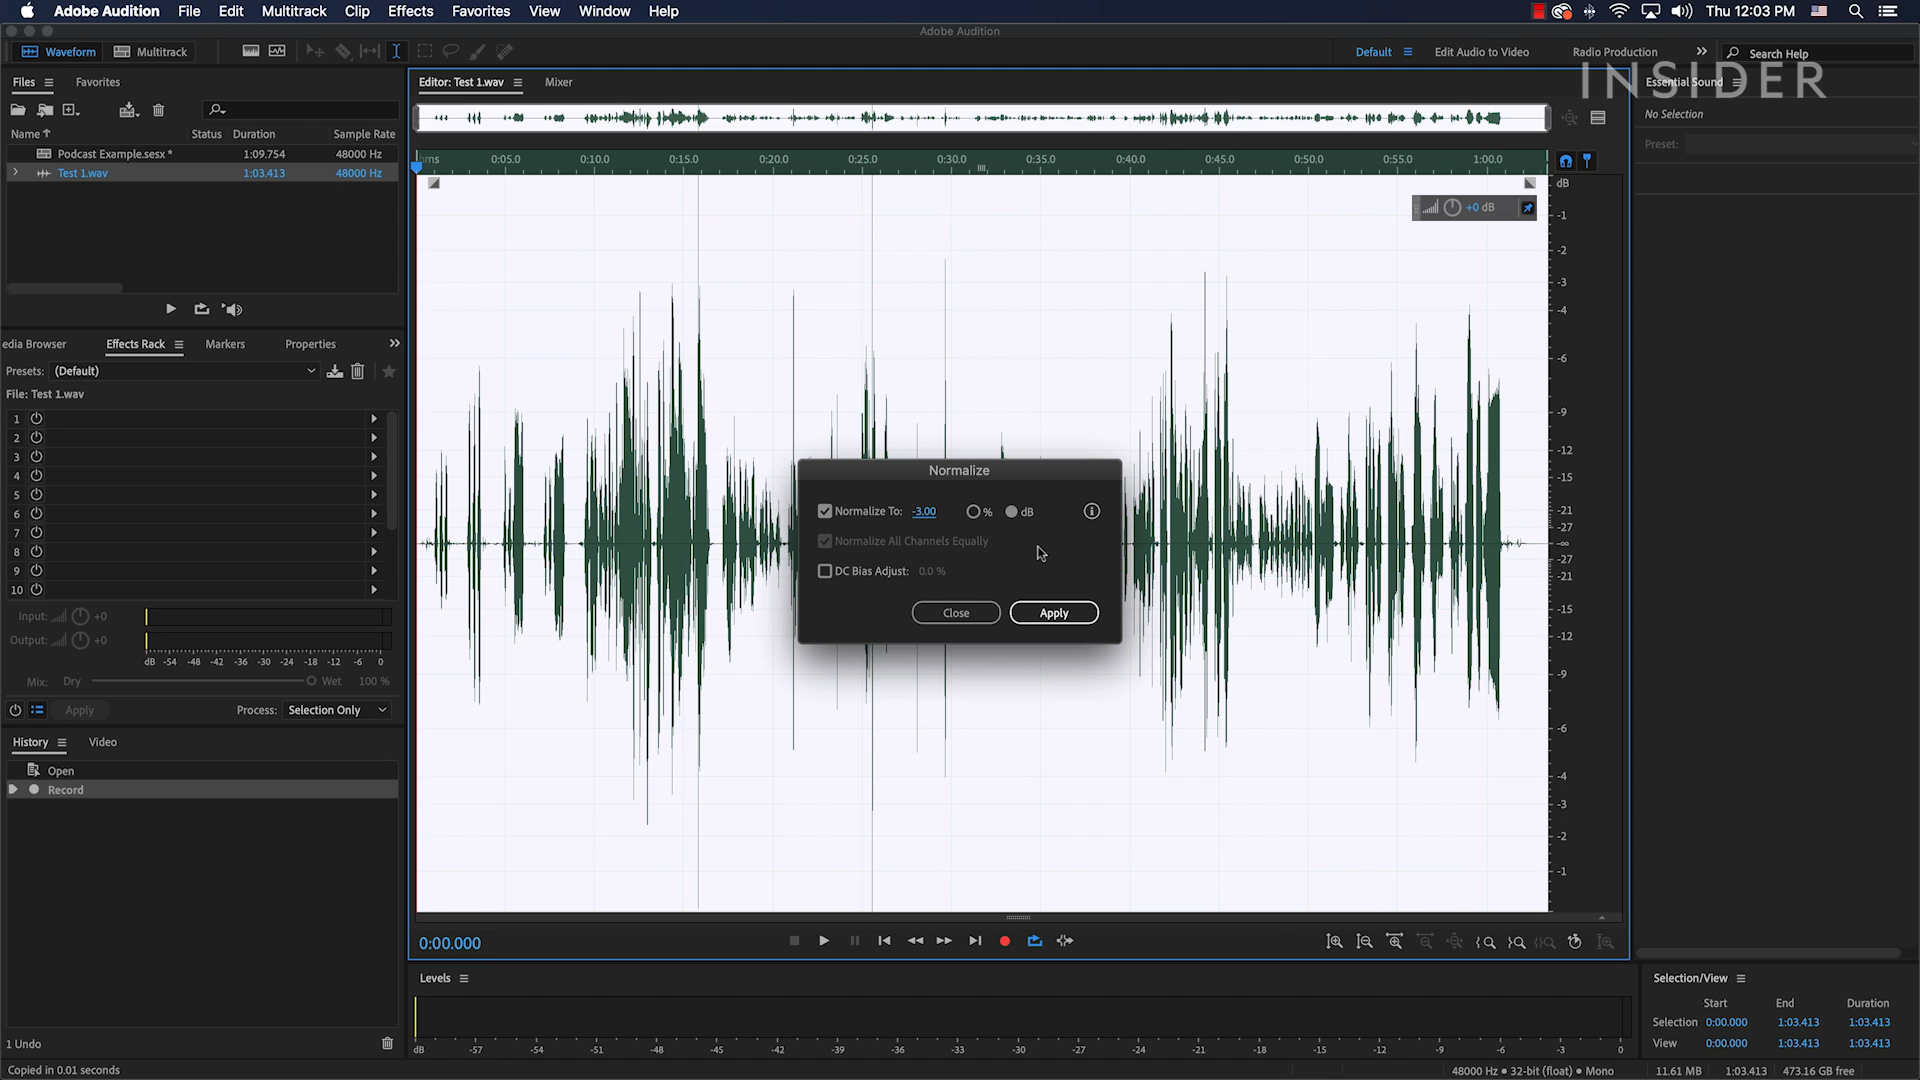 Adobe Audition File Edit Multitrack Clip Effects Favorites View Window Help Thu 12:03 PM
Adobe Audition
Waveform Multitrack Default Edit Audio to Video Radio Production Search Help
INSIDER
Files Favorites Editor: Test 1.wav Mixer Essential Sound
No Selection
Name Status Duration Sample Rate
Preset:
Podcast Example.sesx * 1:09.754 48000 Hz
Test 1.wav 1:03.413 48000 Hz
hms 0:05.0 0:10.0 0:15.0 0:20.0 0:25.0 0:30.0 0:35.0 0:40.0 0:45.0 0:50.0 0:55.0 1:00.0
+0 dB
dB
-1
-2
-3
-4
-6
-9
-12
-15
-21
-27
-∞
-27
-21
-15
-12
-9
-6
-4
-3
-2
-1
edia Browser Effects Rack Markers Properties
Presets: (Default)
File: Test 1.wav
1
2
3
4
5
6
7
8
9
10
Input: +0
Output: +0
dB -54 -48 -42 -36 -30 -24 -18 -12 -6 0
Mix: Dry Wet 100 %
Apply Process: Selection Only
Normalize
Normalize To: -3.00 % dB
Normalize All Channels Equally
DC Bias Adjust: 0.0 %
Close Apply
History Video
Open
Record
0:00.000
Levels
dB -57 -54 -51 -48 -45 -42 -39 -36 -33 -30 -27 -24 -21 -18 -15 -12 -9 -6 -3 0
Selection/View
Start End Duration
Selection 0:00.000 1:03.413 1:03.413
View 0:00.000 1:03.413 1:03.413
1 Undo
Copied in 0.01 seconds
48000 Hz ● 32-bit (float) ● Mono 11.61 MB 1:03.413 473.16 GB free